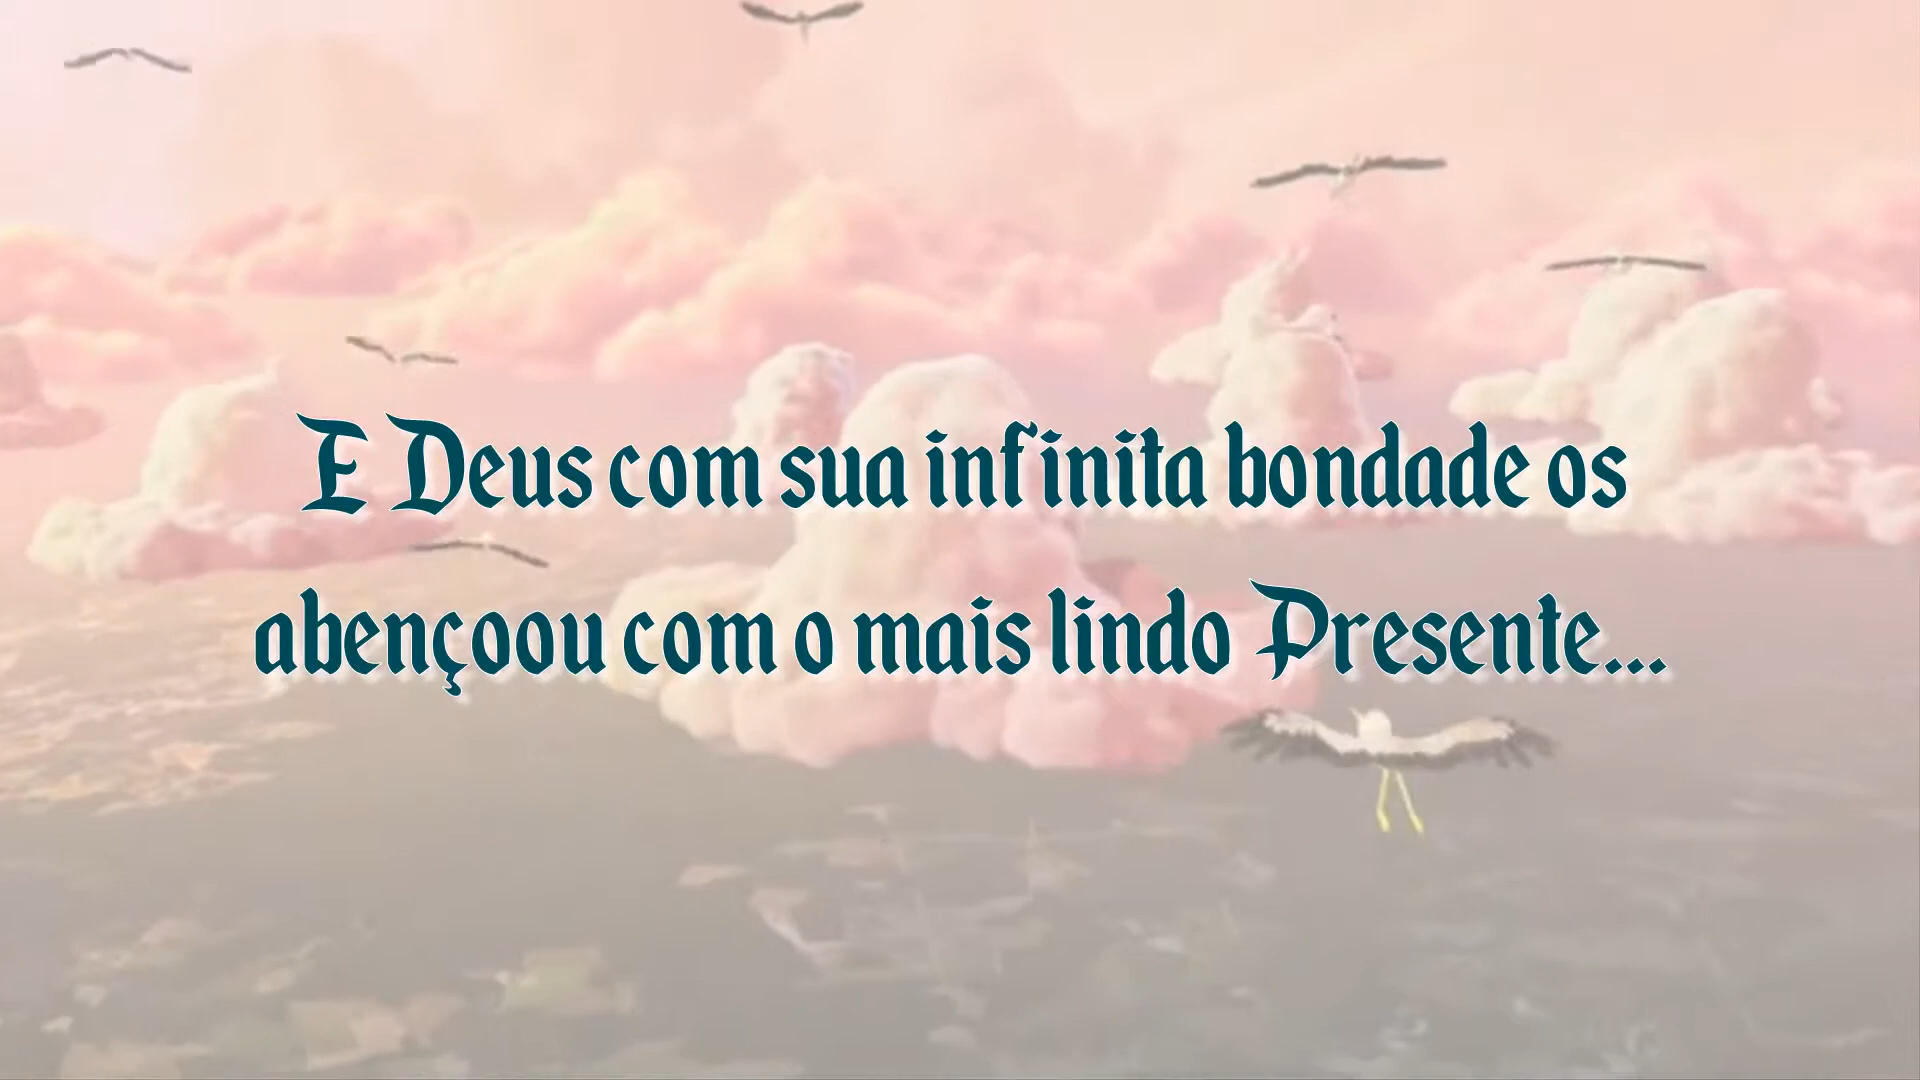 E Deus com sua infinita bondade os
abençoou com o mais lindo Presente...